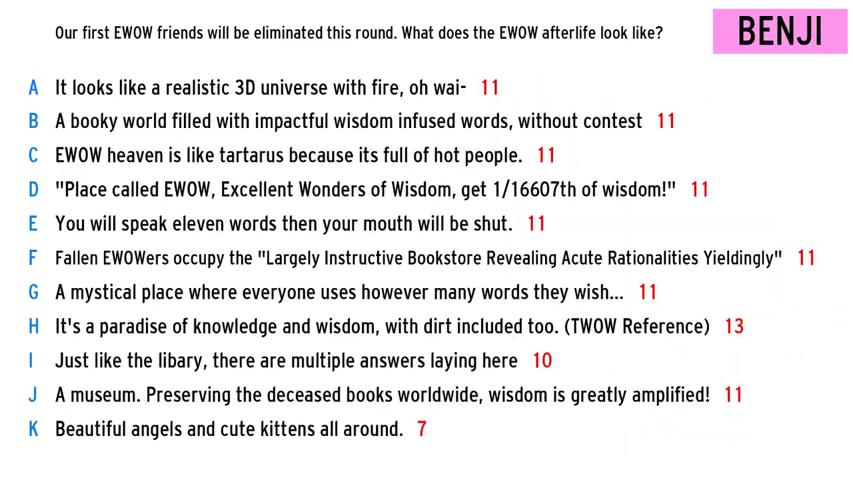 Our first EWOW friends will be eliminated this round. What does the EWOW afterlife look like?
BENJI
A It looks like a realistic 3D universe with fire, oh wai- 11
B A booky world filled with impactful wisdom infused words, without contest 11
C EWOW heaven is like tartarus because its full of hot people. 11
D "Place called EWOW, Excellent Wonders of Wisdom, get 1/16607th of wisdom!" 11
E You will speak eleven words then your mouth will be shut. 11
F Fallen EWOWers occupy the "Largely Instructive Bookstore Revealing Acute Rationalities Yieldingly" 11
G A mystical place where everyone uses however many words they wish... 11
H It's a paradise of knowledge and wisdom, with dirt included too. (TWOW Reference) 13
I Just like the libary, there are multiple answers laying here 10
J A museum. Preserving the deceased books worldwide, wisdom is greatly amplified! 11
K Beautiful angels and cute kittens all around. 7